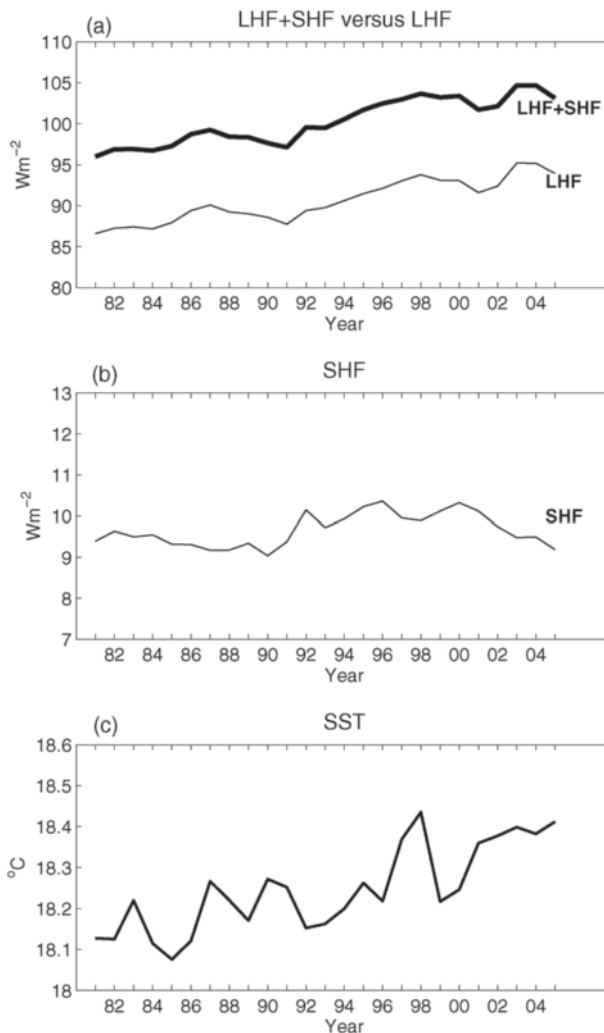 (a) LHF+SHF versus LHF
110
105
100
95
90
85
80
Wm−2
LHF+SHF
LHF
82 84 86 88 90 92 94 96 98 00 02 04
Year
(b) SHF
13
12
11
10
9
8
7
Wm−2
SHF
82 84 86 88 90 92 94 96 98 00 02 04
Year
(c) SST
18.6
18.5
18.4
18.3
18.2
18.1
18
oC
82 84 86 88 90 92 94 96 98 00 02 04
Year